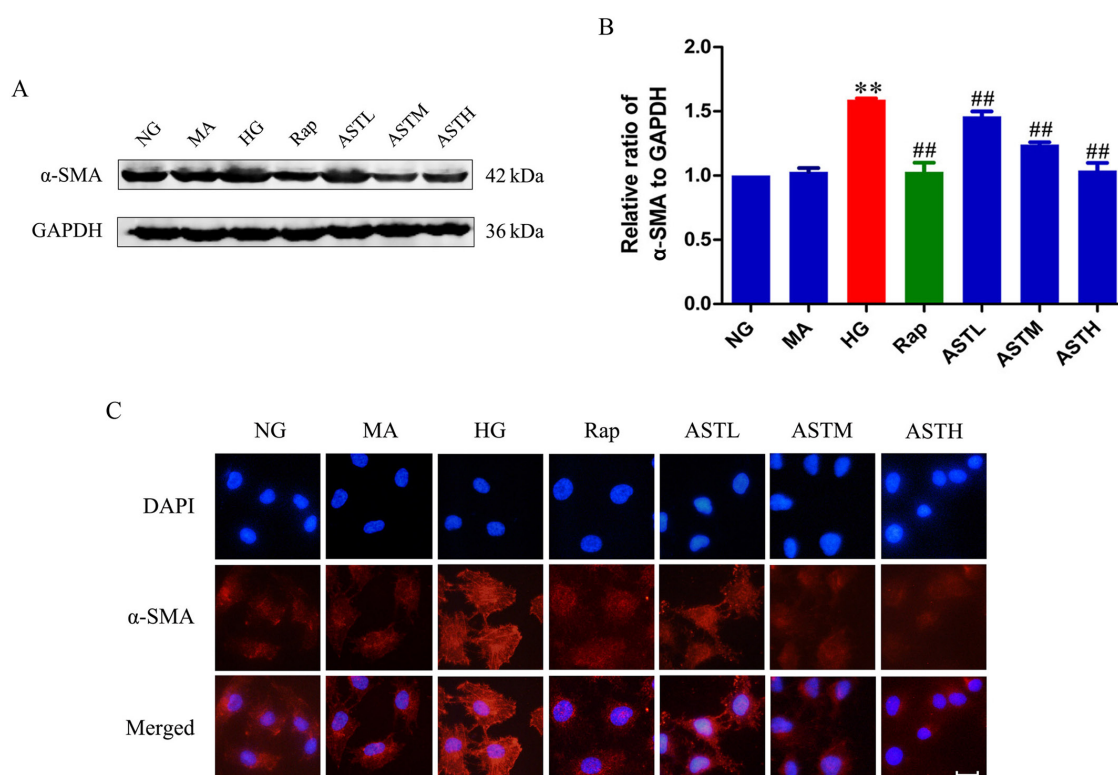 A
NG MA HG Rap ASTL ASTM ASTH
α-SMA 42 kDa
GAPDH 36 kDa
B
Relative ratio of
α-SMA to GAPDH
2.0
1.5
1.0
0.5
0.0
** ## ## ## ##
NG MA HG Rap ASTL ASTM ASTH
C
NG MA HG Rap ASTL ASTM ASTH
DAPI
α-SMA
Merged